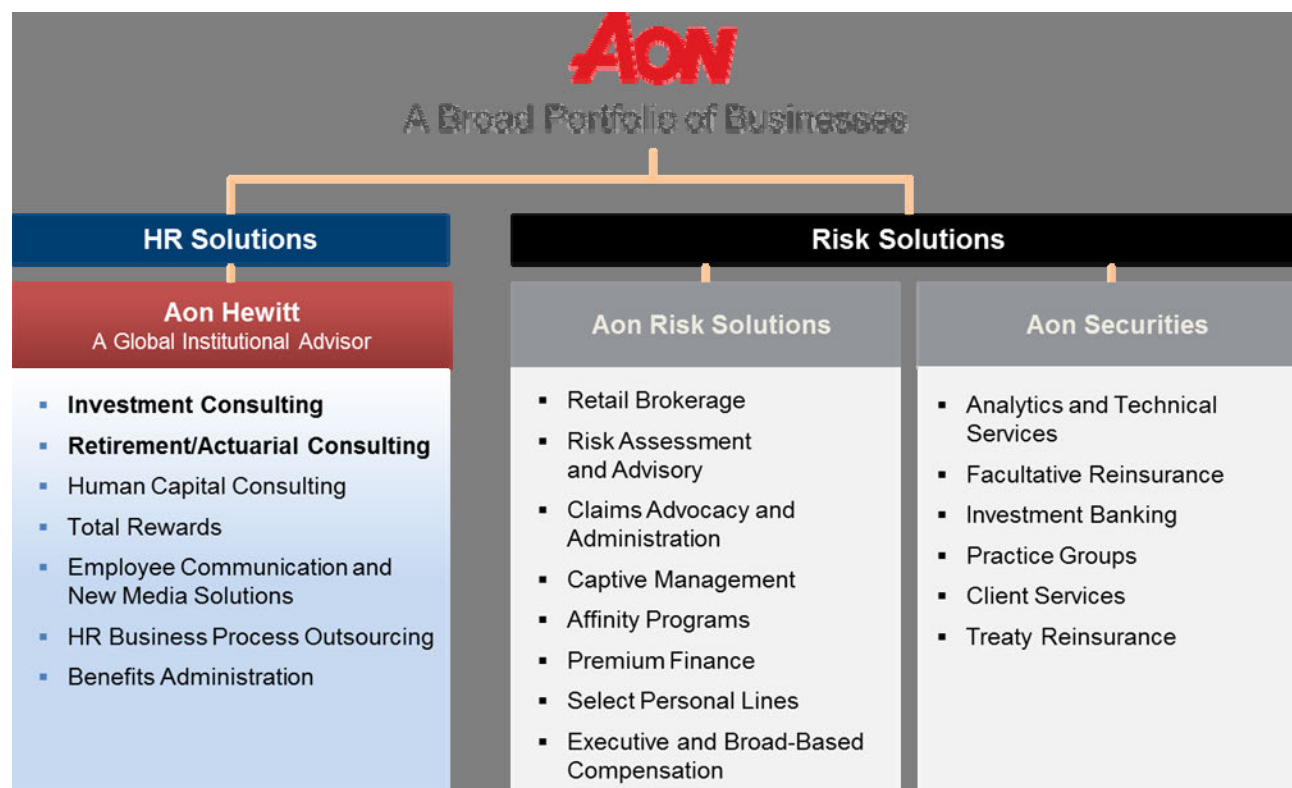 AON
A Broad Portfolio of Businesses
HR Solutions
Aon Hewitt
A Global Institutional Advisor
Investment Consulting
Retirement/Actuarial Consulting
Human Capital Consulting
Total Rewards
Employee Communication and
New Media Solutions
HR Business Process Outsourcing
Benefits Administration
Risk Solutions
Aon Risk Solutions
Retail Brokerage
Risk Assessment
and Advisory
Claims Advocacy and
Administration
Captive Management
Affinity Programs
Premium Finance
Select Personal Lines
Executive and Broad-Based
Compensation
Aon Securities
Analytics and Technical
Services
Facultative Reinsurance
Investment Banking
Practice Groups
Client Services
Treaty Reinsurance